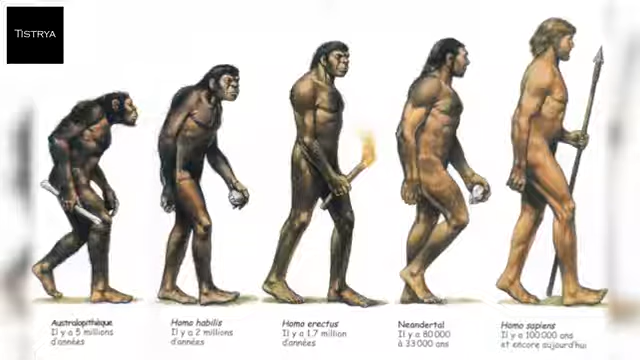 TISTRYA
Australopithèque
Il y a 5 millions
d'années
Homo habilis
Il y a 2 millions
d'années
Homo erectus
Il y a 1.7 million
d'années
Neandertal
Il y a 80 000
à 33 000 ans
Homo sapiens
Il y a 100 000 ans
et encore aujourd'hui